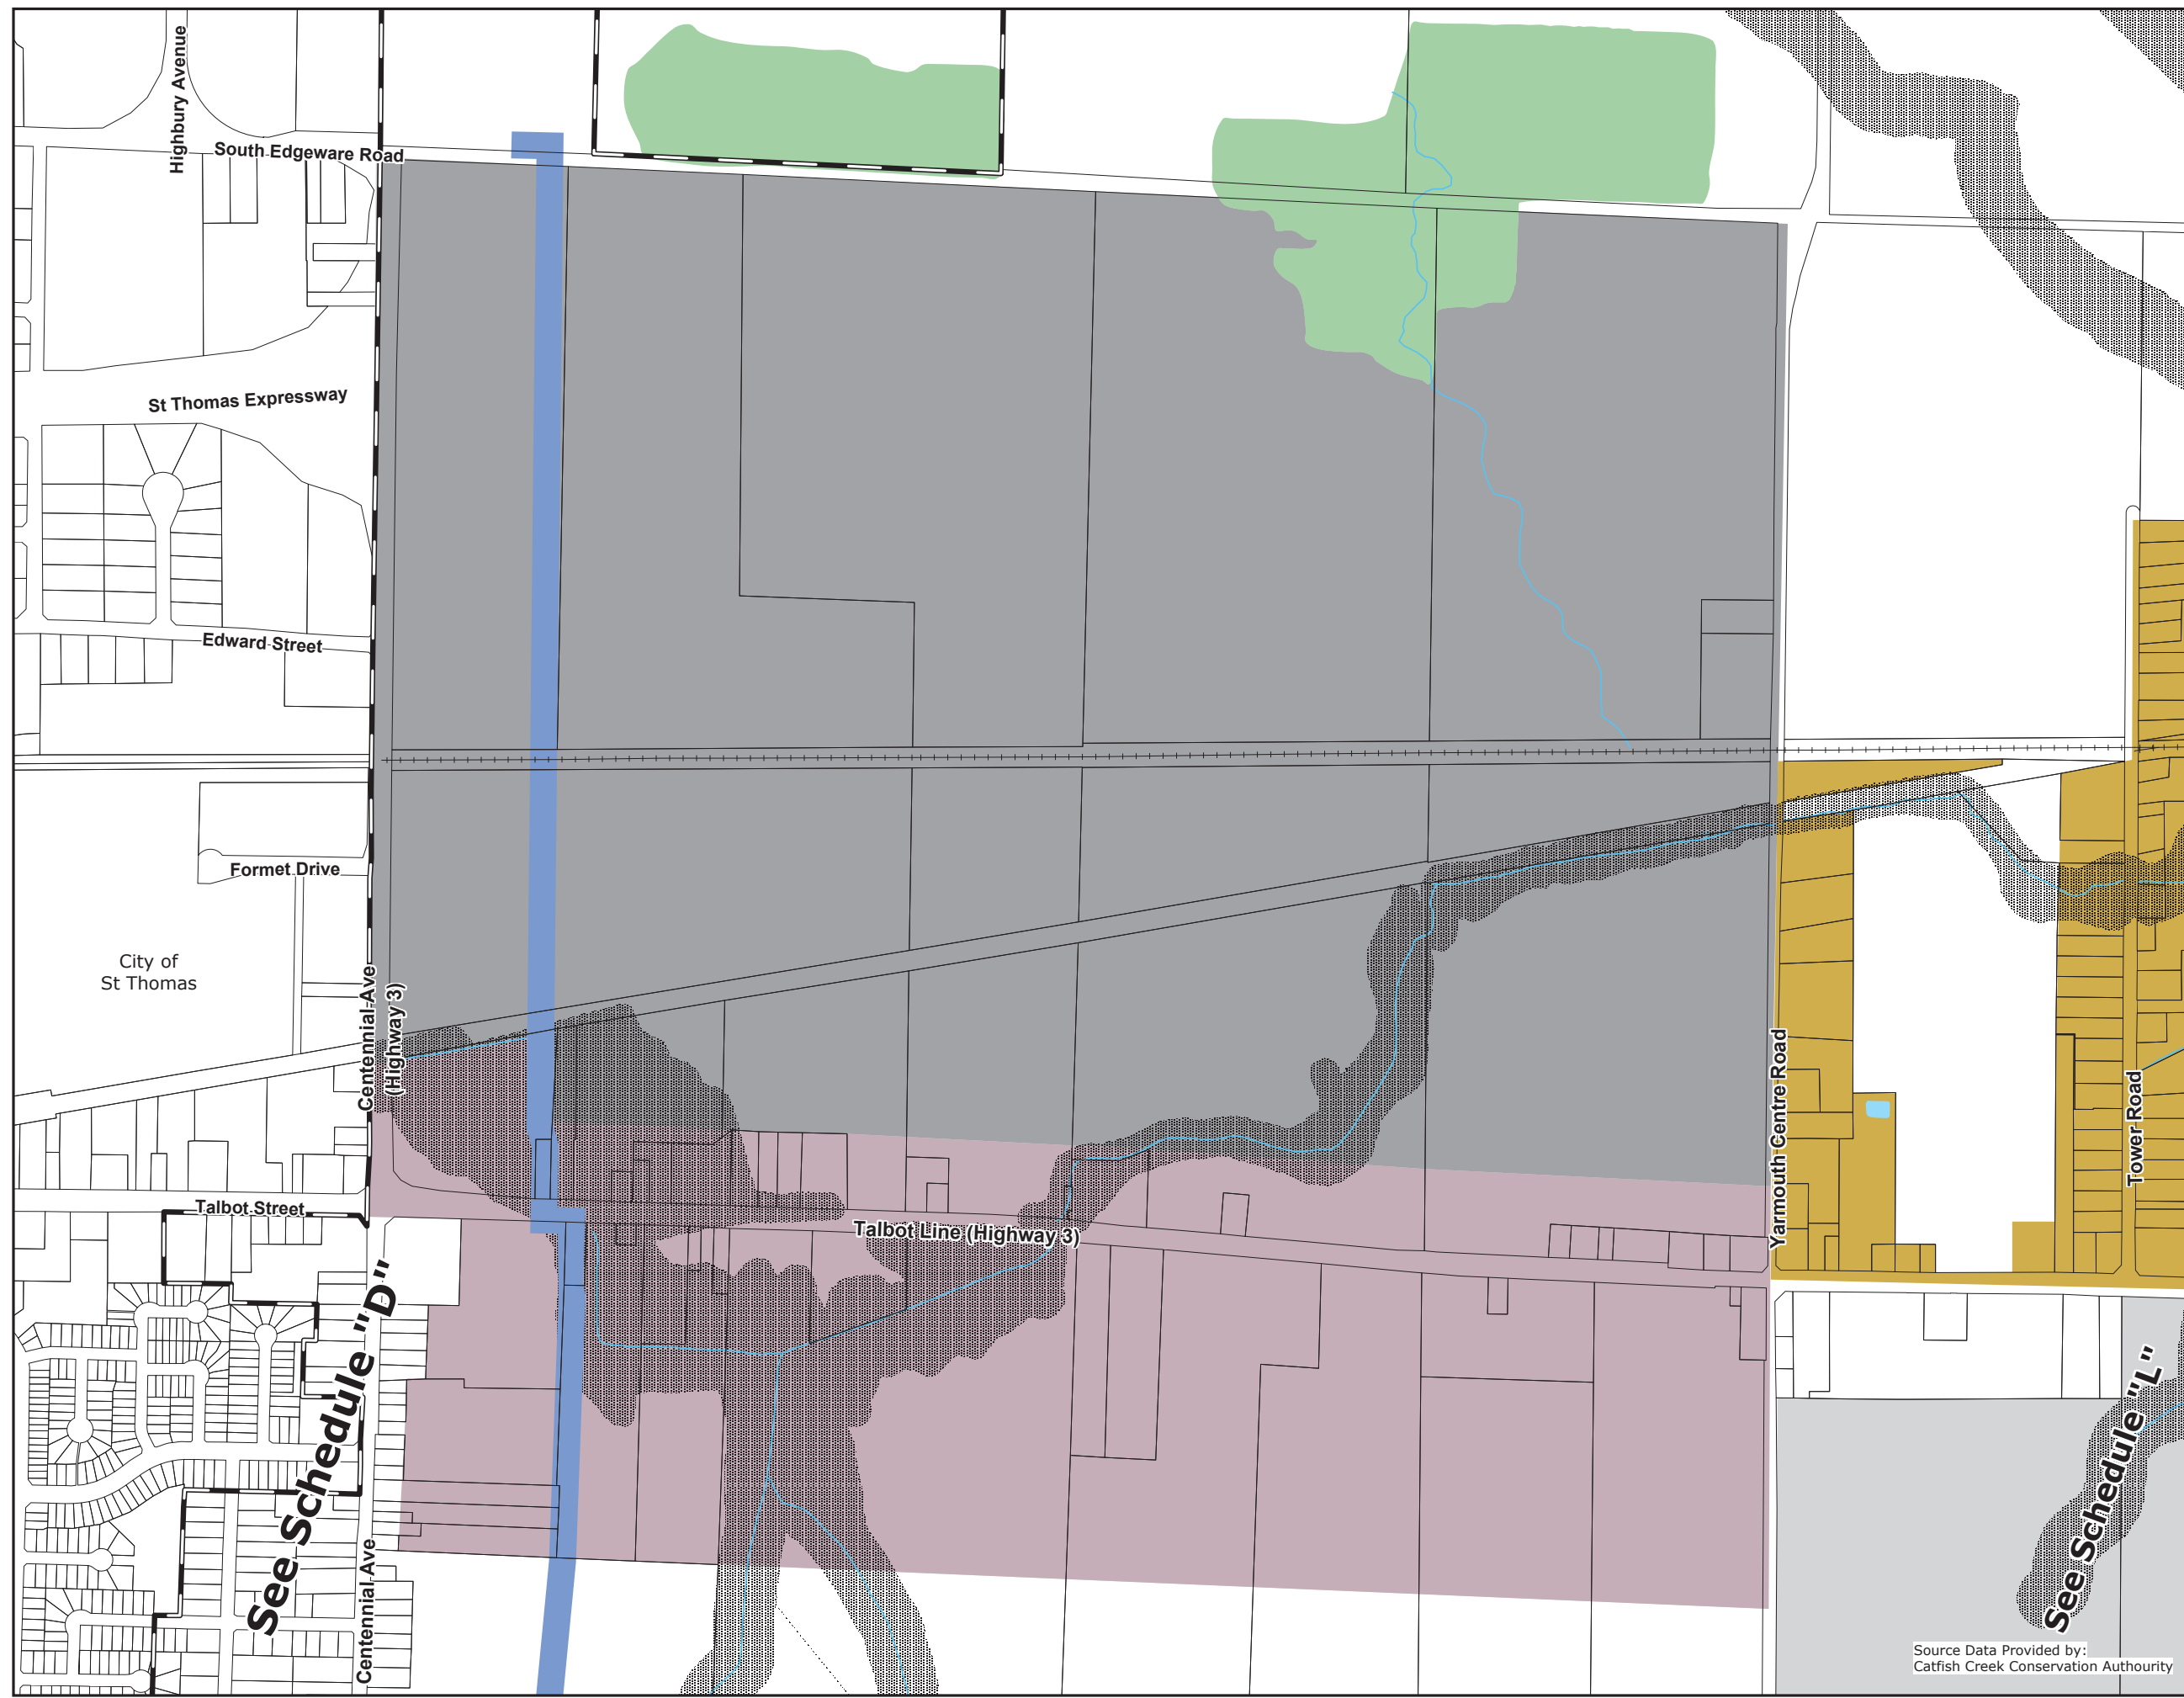 Highbury Avenue
South Edgeware Road
St Thomas Expressway
Edward Street
Formet Drive
City of
St Thomas
Centennial Ave
(Highway 3)
Talbot Street
Talbot Line (Highway 3)
Yarmouth Centre Road
Tower Road
See Schedule "D"
Centennial Ave
See Schedule "L"
Source Data Provided by:
Catfish Creek Conservation Authourity